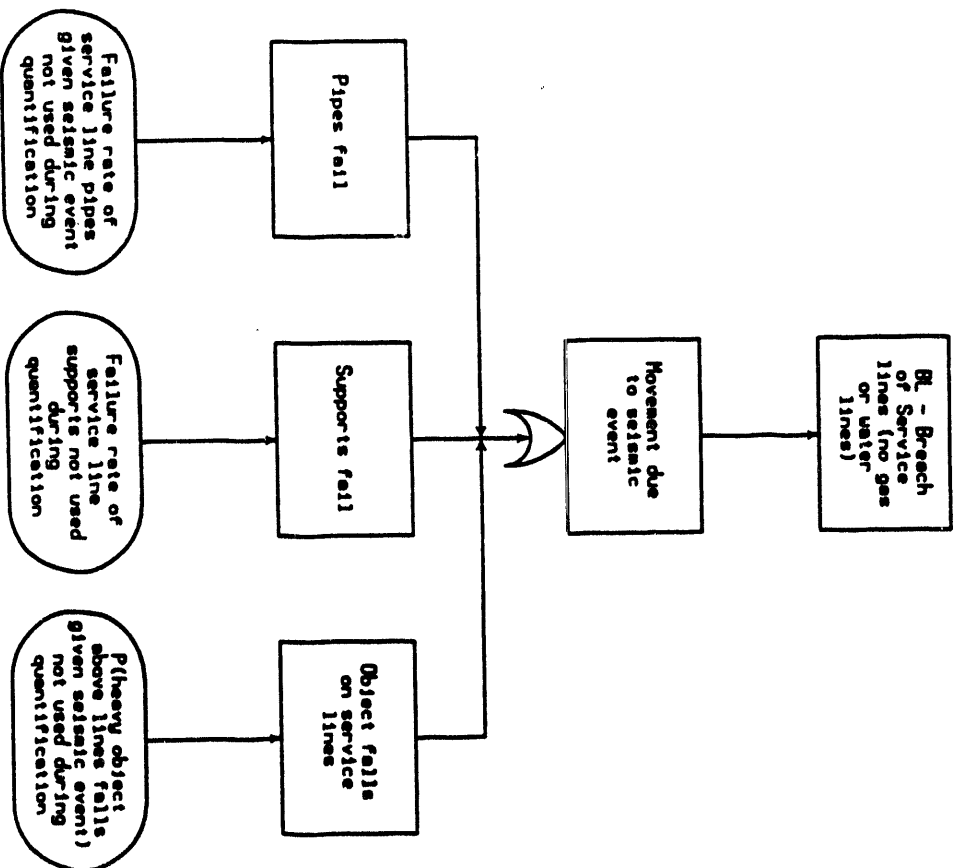 BL - Breach
of Service
lines (no gas
or water
lines)
Movement due
to seismic
event
Pipes fail
Supports fail
Object falls
on service
lines
Failure rate of
service line pipes
given seismic event
not used during
quantification
Failure rate of
service line
supports not used
during
quantification
P(heavy object
above lines falls
given seismic event)
not used during
quantification